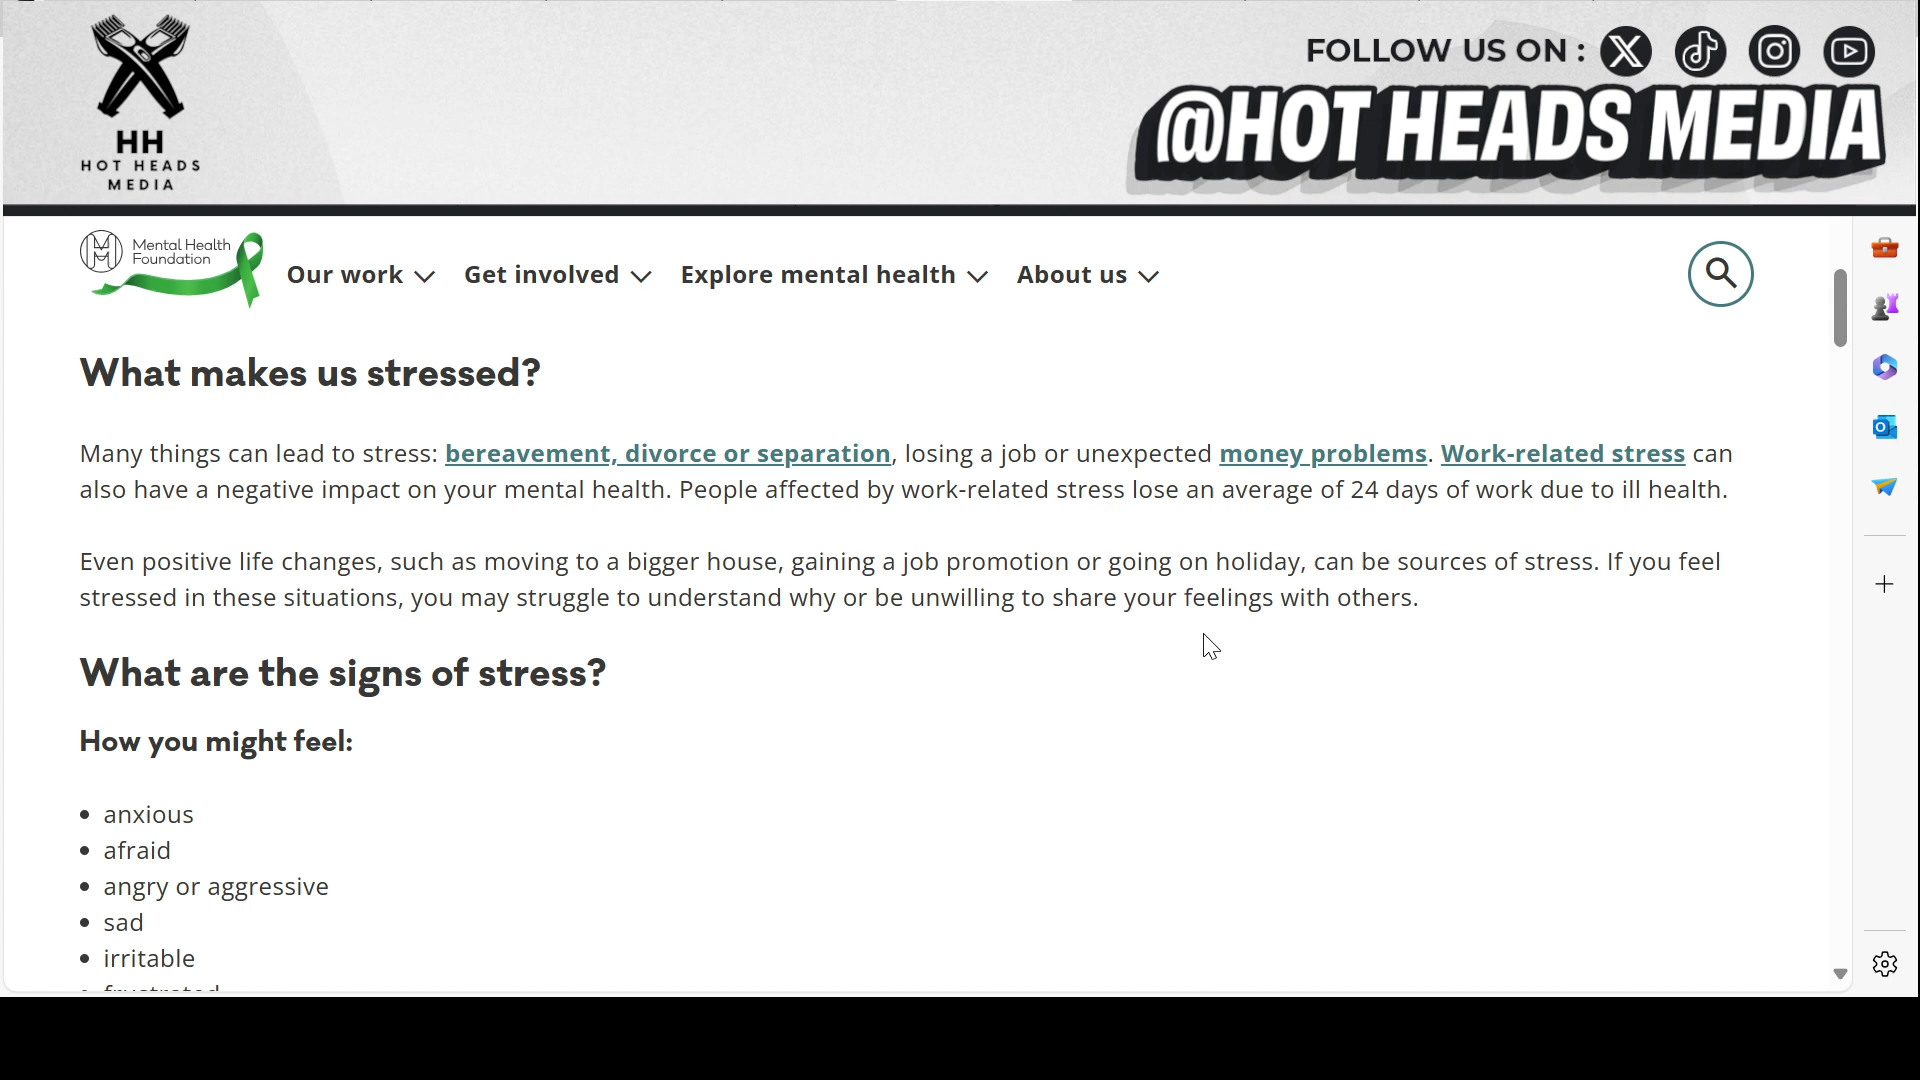 FOLLOW US ON :
@HOT HEADS MEDIA
HH
HOT HEADS
MEDIA
Mental Health
Foundation
Our work
Get involved
Explore mental health
About us
What makes us stressed?
Many things can lead to stress: bereavement, divorce or separation, losing a job or unexpected money problems. Work-related stress can
also have a negative impact on your mental health. People affected by work-related stress lose an average of 24 days of work due to ill health.
Even positive life changes, such as moving to a bigger house, gaining a job promotion or going on holiday, can be sources of stress. If you feel
stressed in these situations, you may struggle to understand why or be unwilling to share your feelings with others.
What are the signs of stress?
How you might feel:
• anxious
• afraid
• angry or aggressive
• sad
• irritable